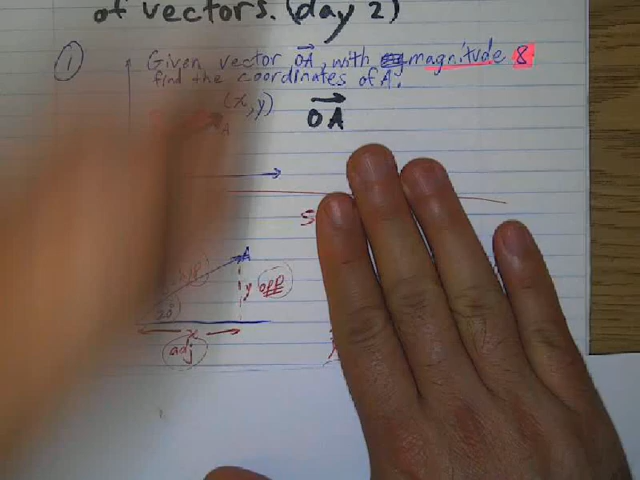 of vectors. (day 2)
① Given vector OA, with magnitude 8
find the coordinates of A.
(x, y)
A
OA
S
A
y opp
20
x
adj